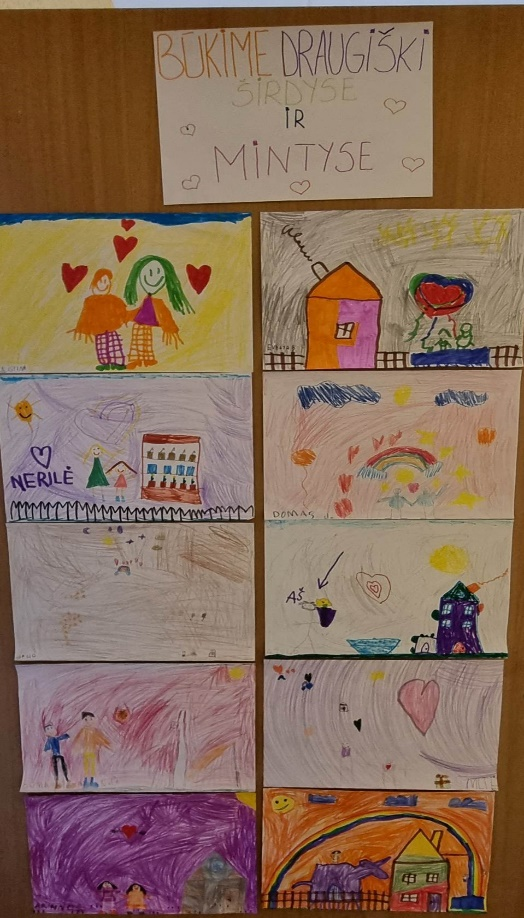 BŪKIME DRAUGIŠKI
ŠIRDYSE
IR
MINTYSE
NERILĖ
DOMAS
AŠ